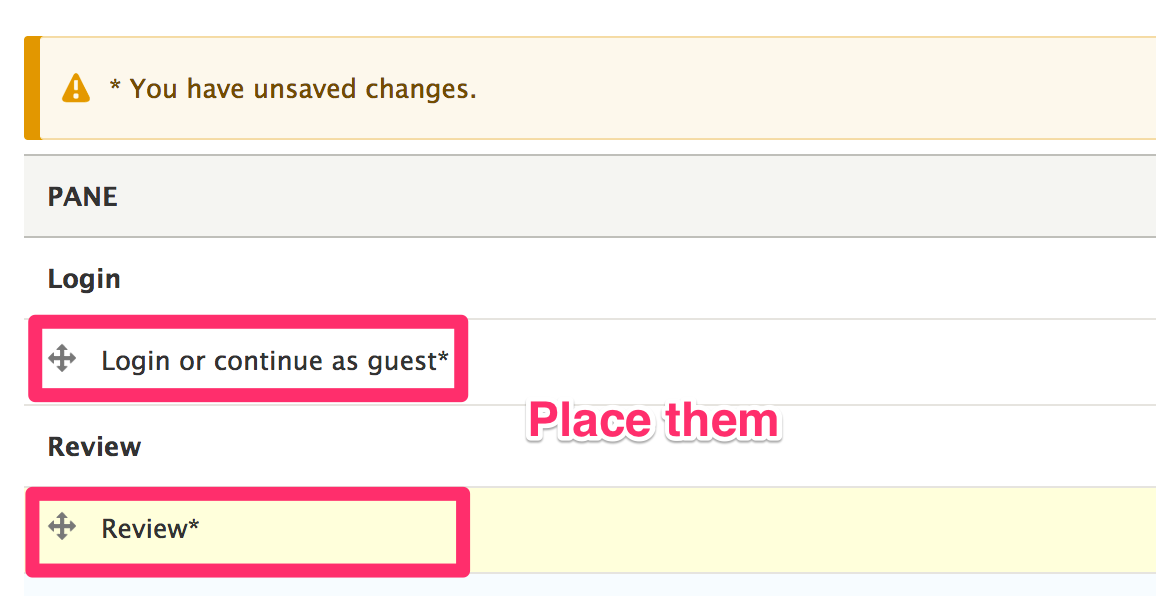 * You have unsaved changes.
PANE
Login
Login or continue as guest*
Place them
Review
Review*